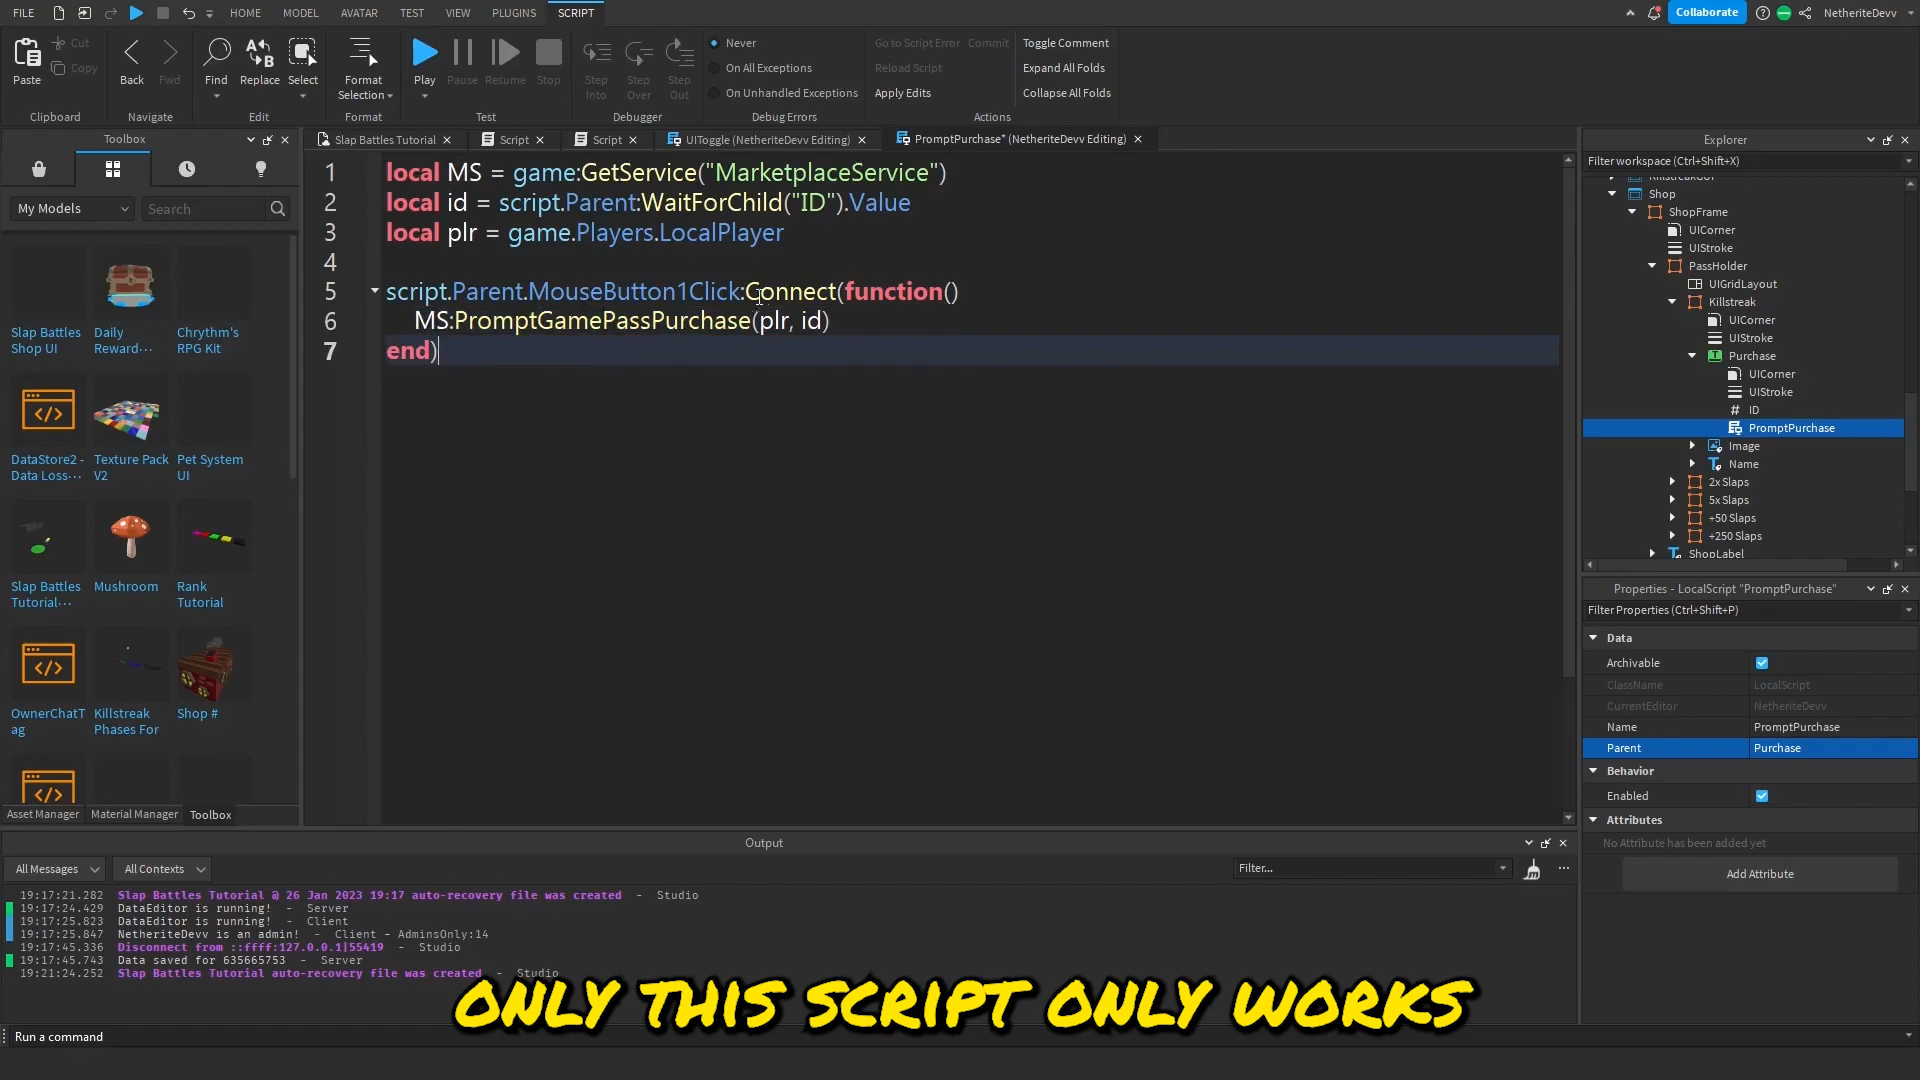 FILE HOME MODEL AVATAR TEST VIEW PLUGINS SCRIPT Collaborate NetheriteDevv
Paste Cut Copy Clipboard
Back Fwd Navigate
Find Replace Select Edit
Format Selection Format
Play Pause Resume Stop Test
Step Into Step Over Step Out Debugger
Never
On All Exceptions
On Unhandled Exceptions
Debug Errors
Go to Script Error Commit
Reload Script
Apply Edits
Toggle Comment
Expand All Folds
Collapse All Folds
Actions
Toolbox
My Models Search
Slap Battles Shop UI
Daily Reward...
Chrythm's RPG Kit
DataStore2 - Data Loss...
Texture Pack V2
Pet System UI
Slap Battles Tutorial...
Mushroom
Rank Tutorial
OwnerChatT ag
Killstreak Phases For
Shop #
Asset Manager Material Manager Toolbox
Slap Battles Tutorial Script Script UIToggle (NetheriteDevv Editing) PromptPurchase* (NetheriteDevv Editing)
1 local MS = game:GetService("MarketplaceService")
2 local id = script.Parent:WaitForChild("ID").Value
3 local plr = game.Players.LocalPlayer
4
5 script.Parent.MouseButton1Click:Connect(function()
6 MS:PromptGamePassPurchase(plr, id)
7 end)
Explorer
Filter workspace (Ctrl+Shift+X)
KillstreakGUI
Shop
ShopFrame
UICorner
UIStroke
PassHolder
UIGridLayout
Killstreak
UICorner
UIStroke
Purchase
UICorner
UIStroke
# ID
PromptPurchase
Image
Name
2x Slaps
5x Slaps
+50 Slaps
+250 Slaps
ShopLabel
Properties - LocalScript "PromptPurchase"
Filter Properties (Ctrl+Shift+P)
Data
Archivable
ClassName LocalScript
CurrentEditor NetheriteDevv
Name PromptPurchase
Parent Purchase
Behavior
Enabled
Attributes
No Attribute has been added yet
Add Attribute
Output
All Messages All Contexts Filter...
19:17:21.282 Slap Battles Tutorial @ 26 Jan 2023 19:17 auto-recovery file was created - Studio
19:17:24.429 DataEditor is running! - Server
19:17:25.823 DataEditor is running! - Client
19:17:25.847 NetheriteDevv is an admin! - Client - AdminsOnly:14
19:17:45.336 Disconnect from ::ffff:127.0.0.1|55419 - Studio
19:17:45.743 Data saved for 635665753 - Server
19:21:24.252 Slap Battles Tutorial auto-recovery file was created - Studio
ONLY THIS SCRIPT ONLY WORKS
Run a command